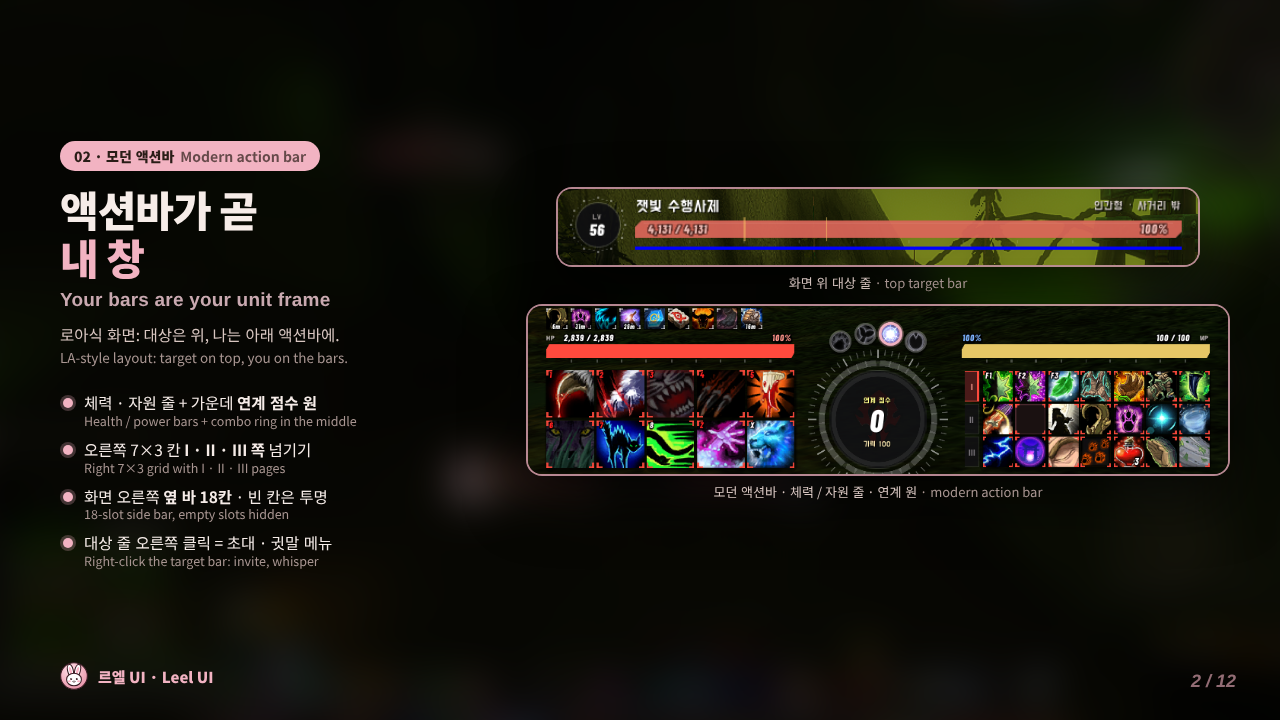 02 · 모던 액션바 Modern action bar
액션바가 곧
내 창
Your bars are your unit frame
로아식 화면: 대상은 위, 나는 아래 액션바에.
LA-style layout: target on top, you on the bars.
체력 · 자원 줄 + 가운데 연계 점수 원
Health / power bars + combo ring in the middle
오른쪽 7×3 칸 I · II · III 쪽 넘기기
Right 7×3 grid with I · II · III pages
화면 오른쪽 옆 바 18칸 · 빈 칸은 투명
18-slot side bar, empty slots hidden
대상 줄 오른쪽 클릭 = 초대 · 귓말 메뉴
Right-click the target bar: invite, whisper
르엘 UI · Leel UI
LV
56
잿빛 수행사제
인간형 · 사거리 밖
4,131 / 4,131
100%
화면 위 대상 줄 · top target bar
HP 2,839 / 2,839
100%
100%
100 / 100 MP
연계 점수
0
기력 100
I
II
III
F1
F2
F3
모던 액션바 · 체력 / 자원 줄 · 연계 원 · modern action bar
2 / 12